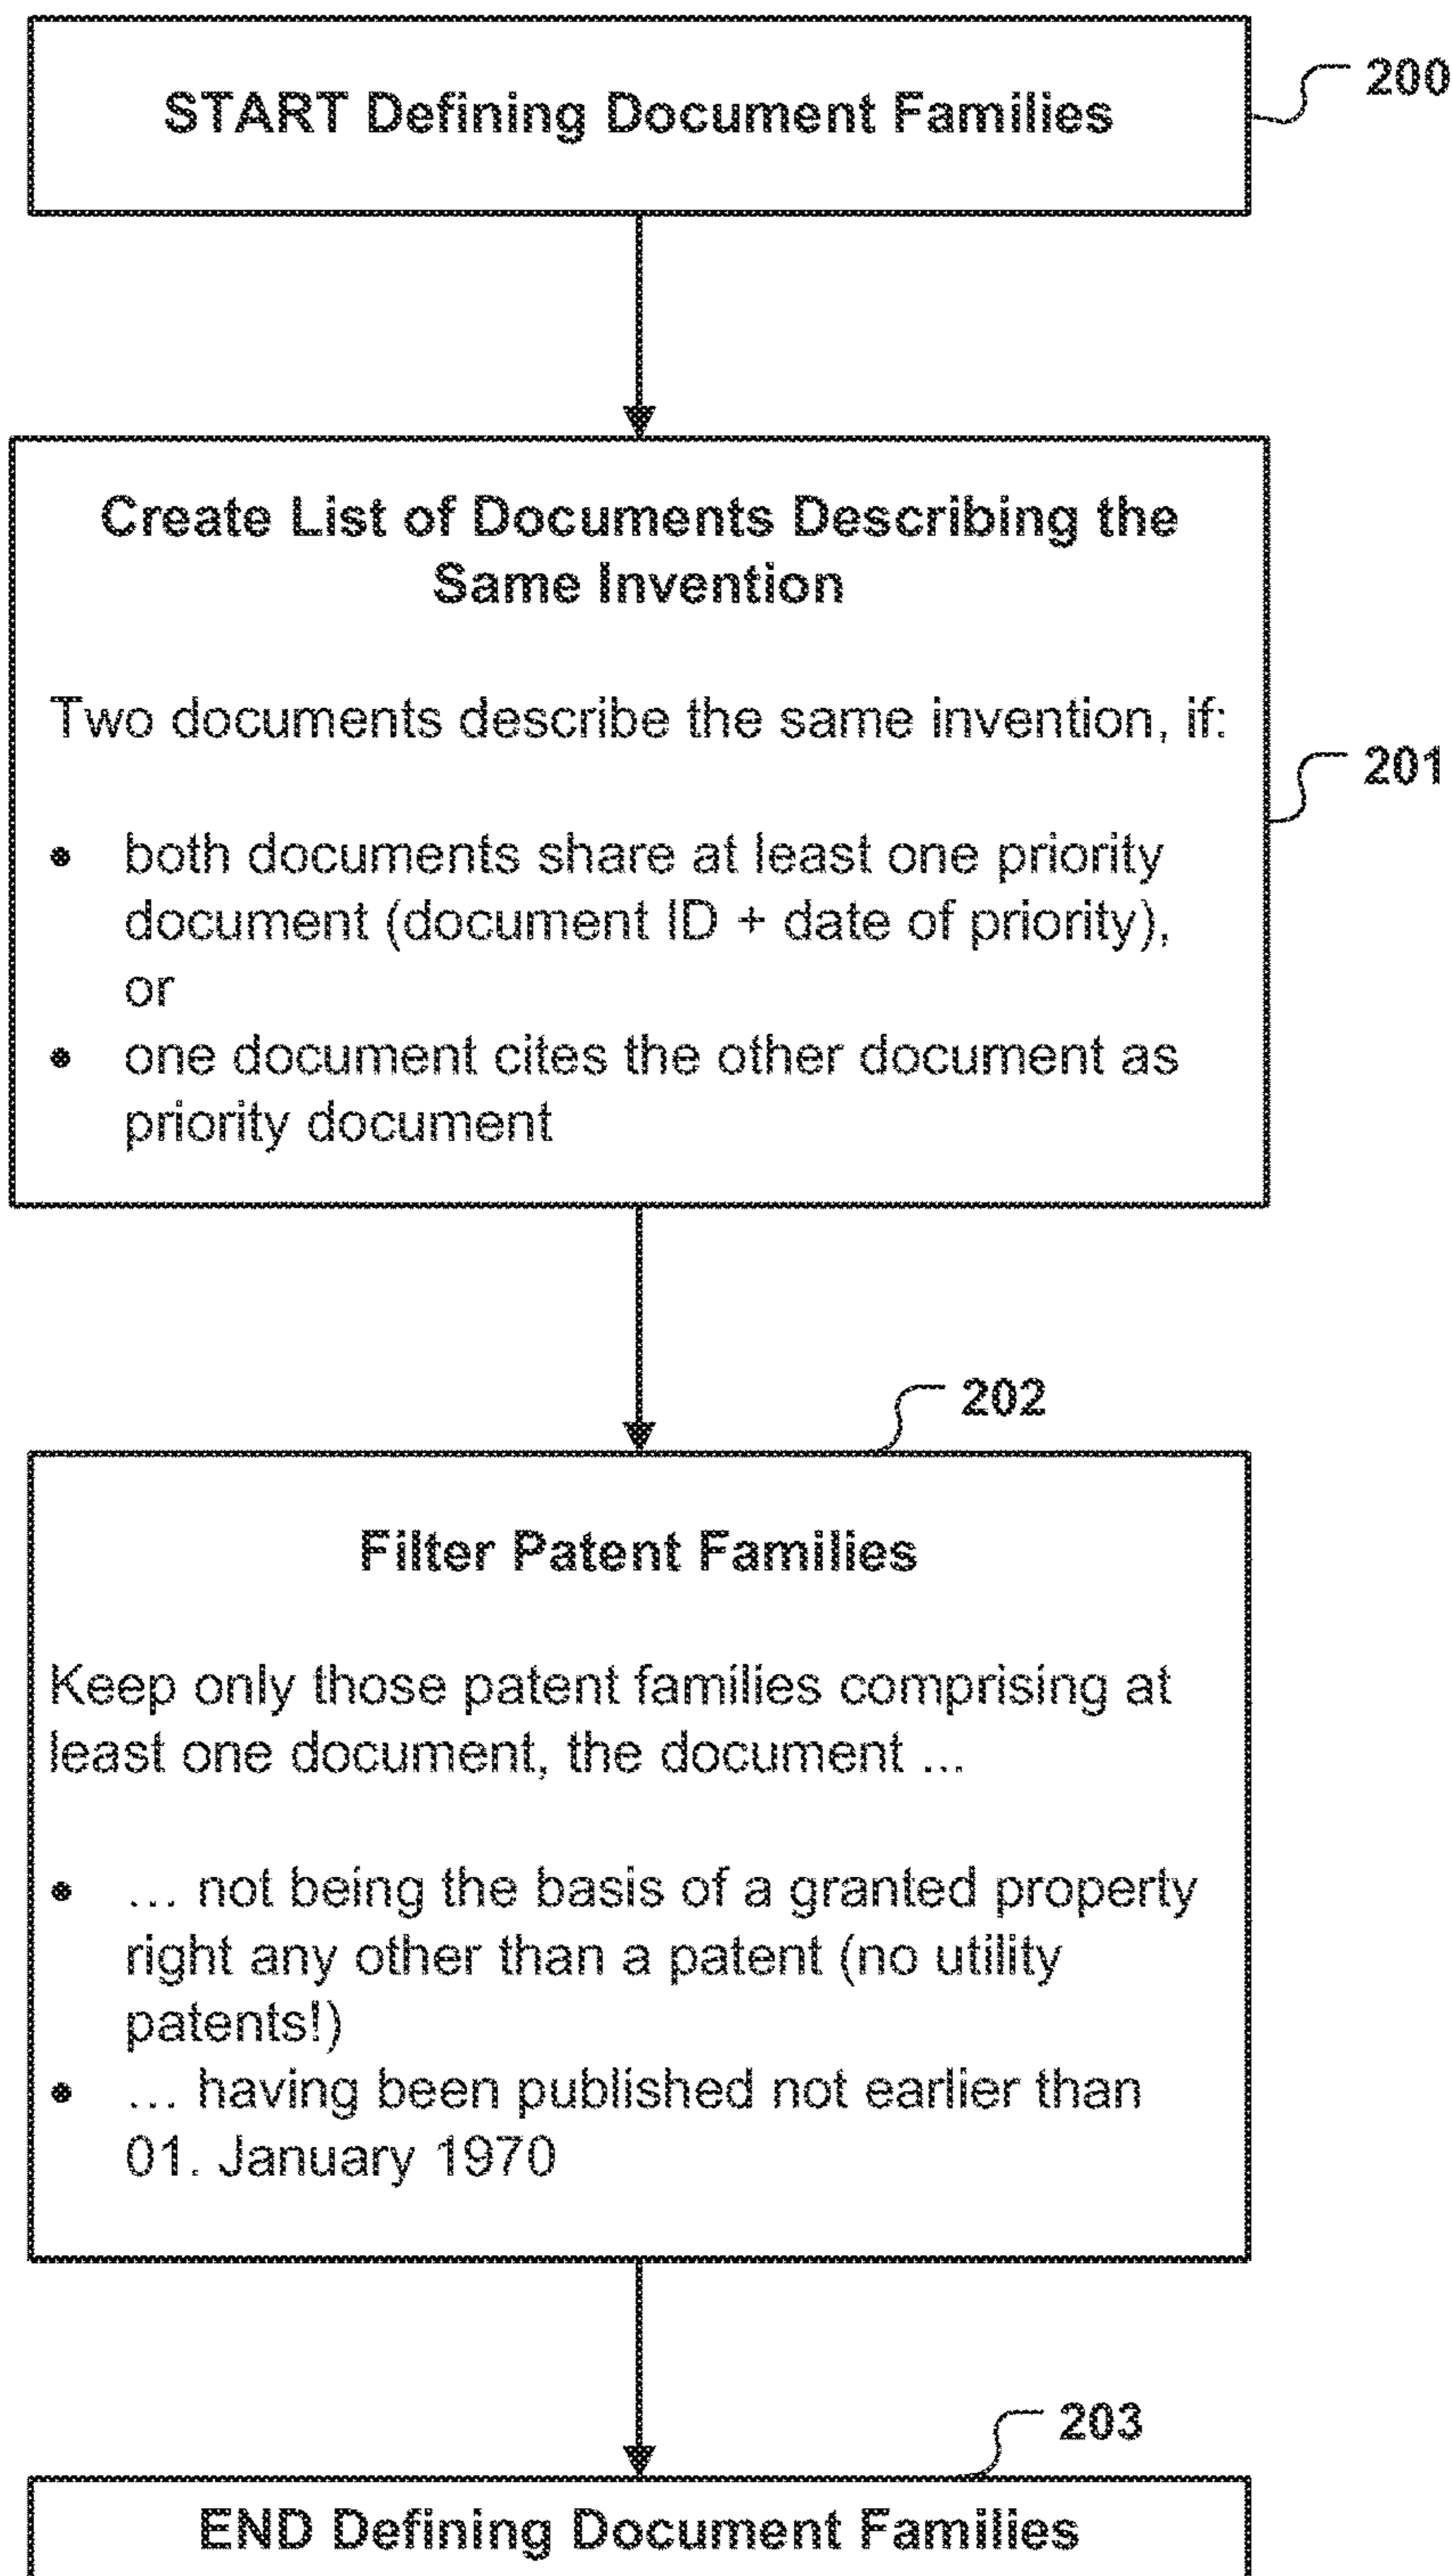 START Defining Document Families
200
Create List of Documents Describing the
Same Invention
Two documents describe the same invention, if:
201
• both documents share at least one priority
document (document ID + date of priority),
or
• one document cites the other document as
priority document
202
Filter Patent Families
Keep only those patent families comprising at
least one document, the document ...
• ... not being the basis of a granted property
right any other than a patent (no utility
patents!)
• ... having been published not earlier than
01. January 1970
203
END Defining Document Families